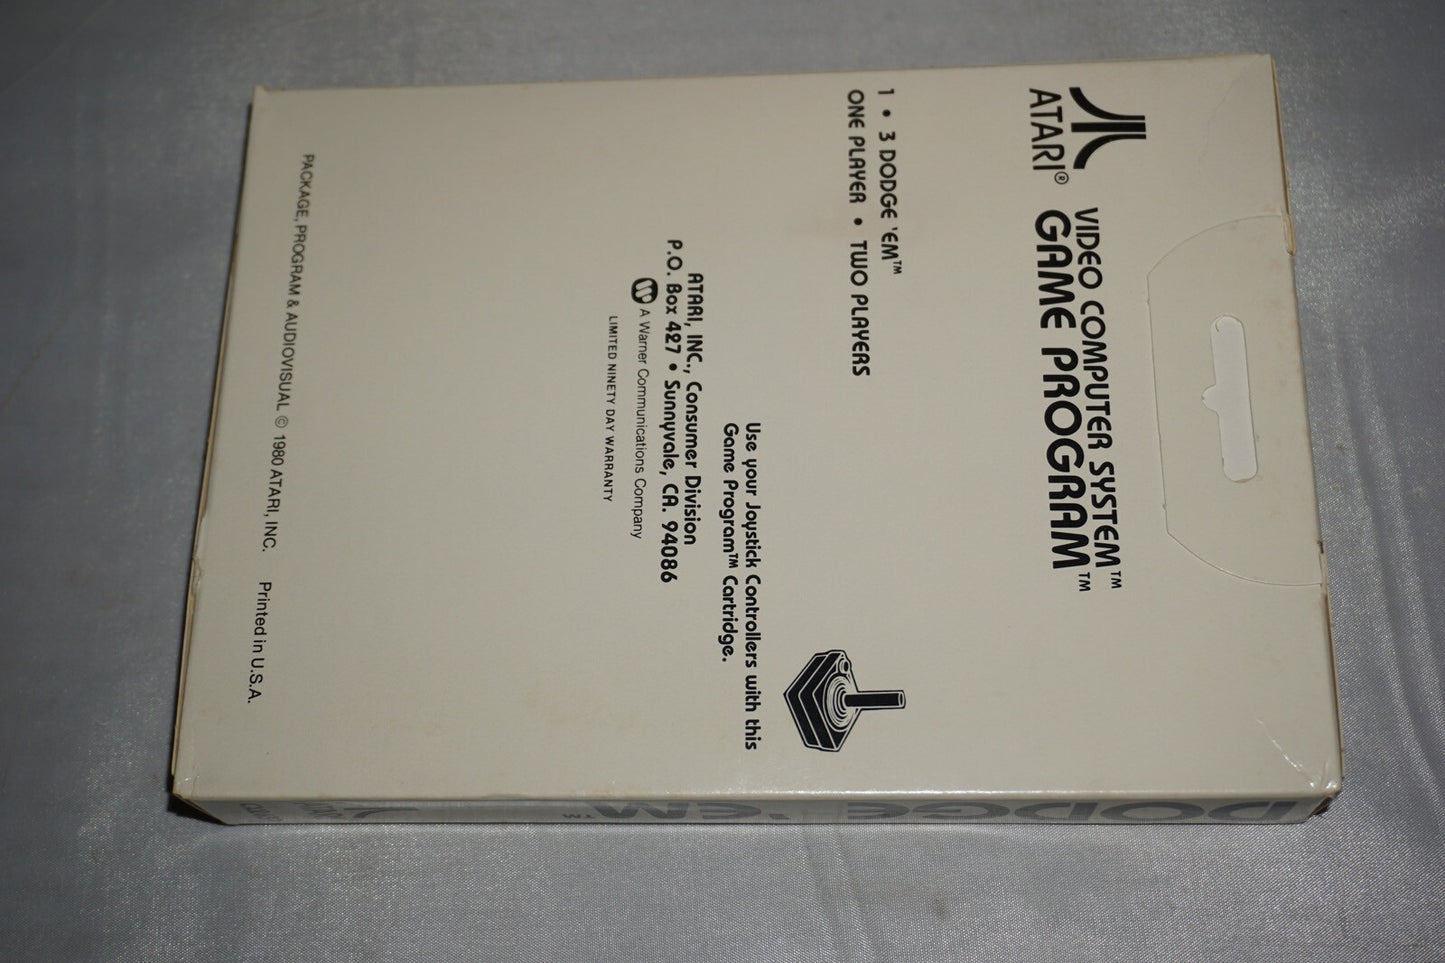 ATARI®
VIDEO COMPUTER SYSTEM™
GAME PROGRAM™
1 • 3 DODGE 'EM™
ONE PLAYER • TWO PLAYERS
Use your Joystick Controllers with this
Game Program™ Cartridge.
ATARI, INC., Consumer Division
P.O. Box 427 • Sunnyvale, CA. 94086
A Warner Communications Company
LIMITED NINETY DAY WARRANTY
PACKAGE, PROGRAM & AUDIOVISUAL © 1980 ATARI, INC. Printed in U.S.A.
DODGE 'EM™